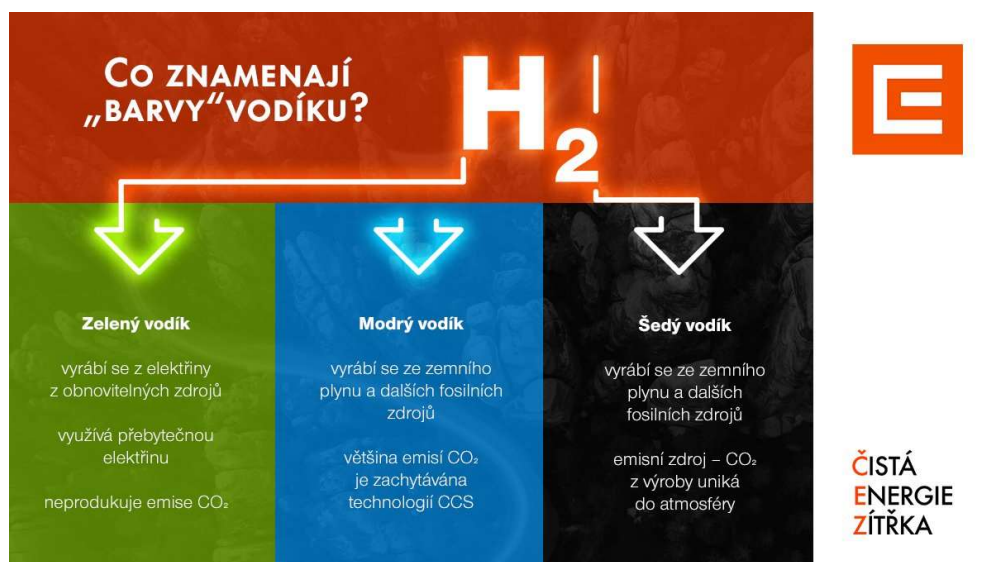 CO ZNAMENAJÍ
„BARVY“ VODÍKU?
H₂
Zelený vodík
vyrábí se z elektřiny
z obnovitelných zdrojů
využívá přebytečnou
elektřinu
neprodukuje emise CO₂
Modrý vodík
vyrábí se ze zemního
plynu a dalších fosilních
zdrojů
většina emisí CO₂
je zachytávána
technologií CCS
Šedý vodík
vyrábí se ze zemního
plynu a dalších
fosilních zdrojů
emisní zdroj – CO₂
z výroby uniká
do atmosféry
ČISTÁ
ENERGIE
ZÍTŘKA